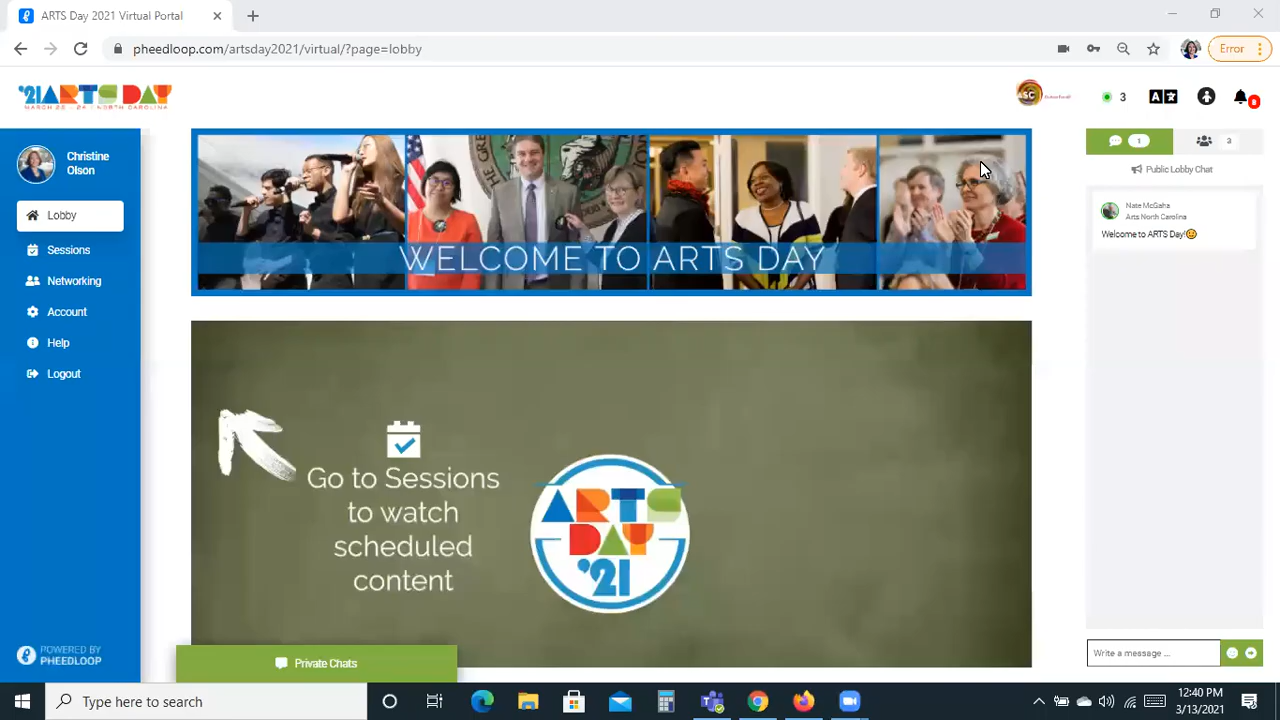 ARTS Day 2021 Virtual Portal
pheedloop.com/artsday2021/virtual/?page=lobby
Error
'21 ARTS DAY
NORTH CAROLINA
ASC
3
Christine
Olson
Lobby
Sessions
Networking
Account
Help
Logout
POWERED BY
PHEEDLOOP
WELCOME TO ARTS DAY
Go to Sessions
to watch
scheduled
content
ARTS
DAY
'21
Private Chats
1
3
Public Lobby Chat
Nate McGaha
Arts North Carolina
Welcome to ARTS Day!😀
Write a message ...
Type here to search
12:40 PM
3/13/2021